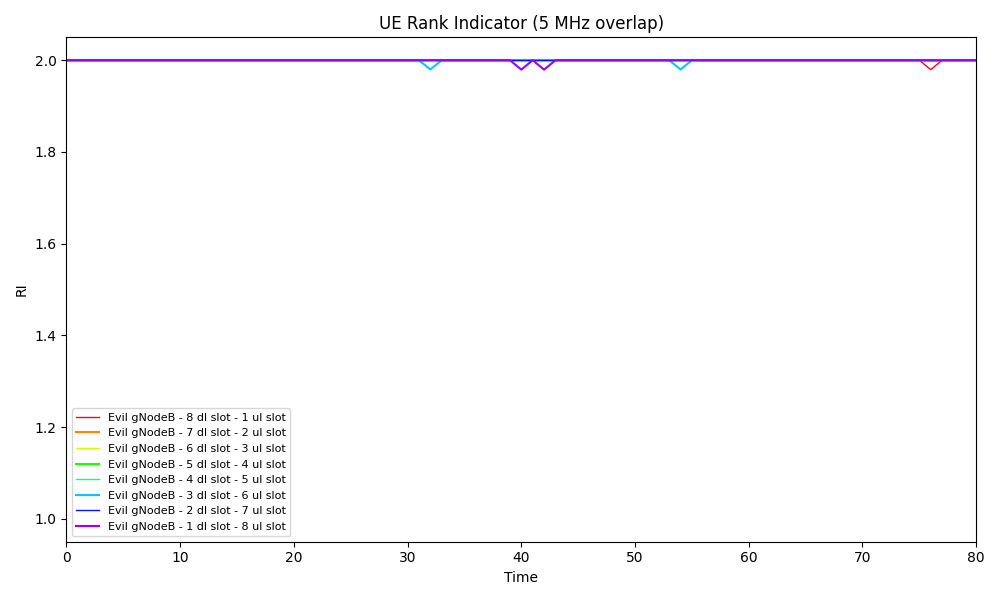 UE Rank Indicator (5 MHz overlap)
2.0
1.8
1.6
1.4
1.2
1.0
RI
Evil gNodeB - 8 dl slot - 1 ul slot
Evil gNodeB - 7 dl slot - 2 ul slot
Evil gNodeB - 6 dl slot - 3 ul slot
Evil gNodeB - 5 dl slot - 4 ul slot
Evil gNodeB - 4 dl slot - 5 ul slot
Evil gNodeB - 3 dl slot - 6 ul slot
Evil gNodeB - 2 dl slot - 7 ul slot
Evil gNodeB - 1 dl slot - 8 ul slot
0 10 20 30 40 50 60 70 80
Time